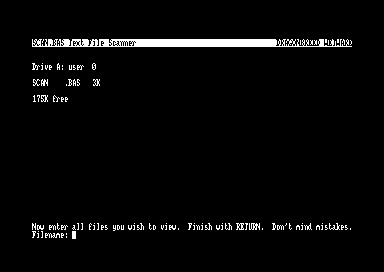 SCAN.BAS Text File Scanner
Drive A: user 0
SCAN .BAS 3K
175K free
Now enter all files you wish to view. Finish with RETURN. Don't mind mistakes.
Filename: